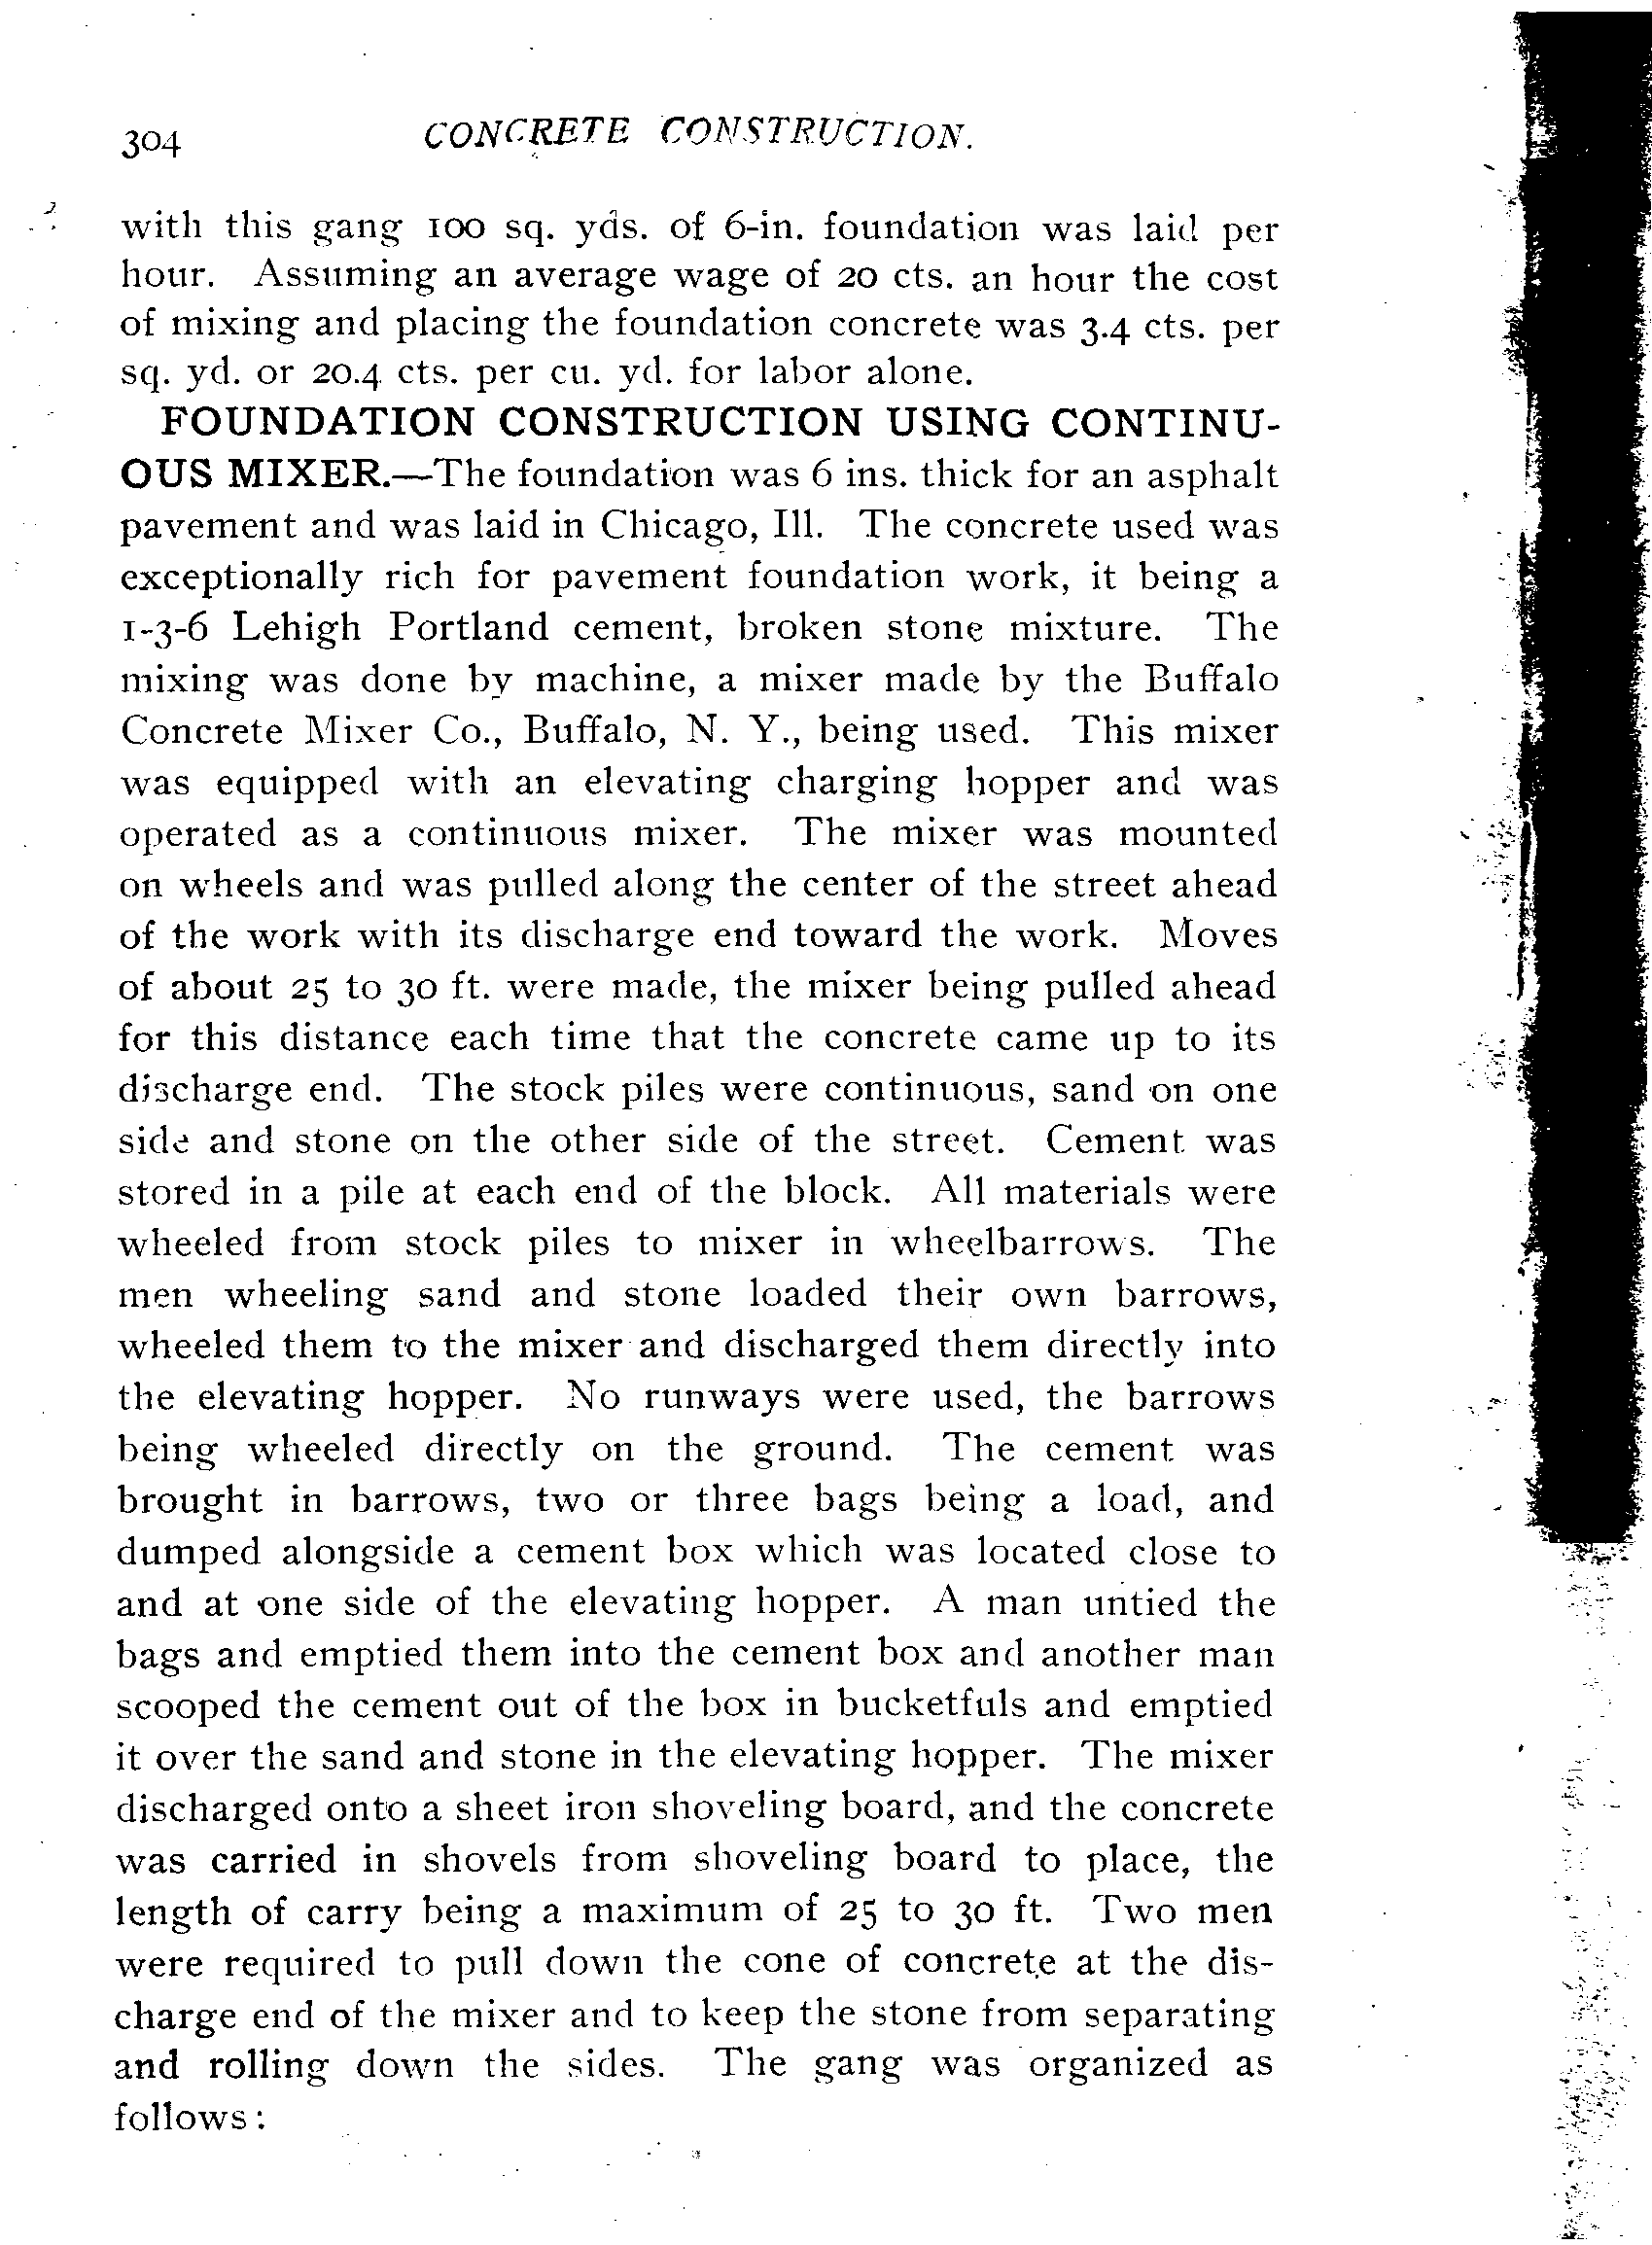 304 CONCRETE CONSTRUCTION.
with this gang 100 sq. yds. of 6-in. foundation was laid per
hour. Assuming an average wage of 20 cts. an hour the cost
of mixing and placing the foundation concrete was 3.4 cts. per
sq. yd. or 20.4 cts. per cu. yd. for labor alone.
FOUNDATION CONSTRUCTION USING CONTINU-
OUS MIXER.—The foundation was 6 ins. thick for an asphalt
pavement and was laid in Chicago, Ill. The concrete used was
exceptionally rich for pavement foundation work, it being a
1-3-6 Lehigh Portland cement, broken stone mixture. The
mixing was done by machine, a mixer made by the Buffalo
Concrete Mixer Co., Buffalo, N. Y., being used. This mixer
was equipped with an elevating charging hopper and was
operated as a continuous mixer. The mixer was mounted
on wheels and was pulled along the center of the street ahead
of the work with its discharge end toward the work. Moves
of about 25 to 30 ft. were made, the mixer being pulled ahead
for this distance each time that the concrete came up to its
discharge end. The stock piles were continuous, sand on one
side and stone on the other side of the street. Cement was
stored in a pile at each end of the block. All materials were
wheeled from stock piles to mixer in wheelbarrows. The
men wheeling sand and stone loaded their own barrows,
wheeled them to the mixer and discharged them directly into
the elevating hopper. No runways were used, the barrows
being wheeled directly on the ground. The cement was
brought in barrows, two or three bags being a load, and
dumped alongside a cement box which was located close to
and at one side of the elevating hopper. A man untied the
bags and emptied them into the cement box and another man
scooped the cement out of the box in bucketfuls and emptied
it over the sand and stone in the elevating hopper. The mixer
discharged onto a sheet iron shoveling board, and the concrete
was carried in shovels from shoveling board to place, the
length of carry being a maximum of 25 to 30 ft. Two men
were required to pull down the cone of concrete at the dis-
charge end of the mixer and to keep the stone from separating
and rolling down the sides. The gang was organized as
follows: